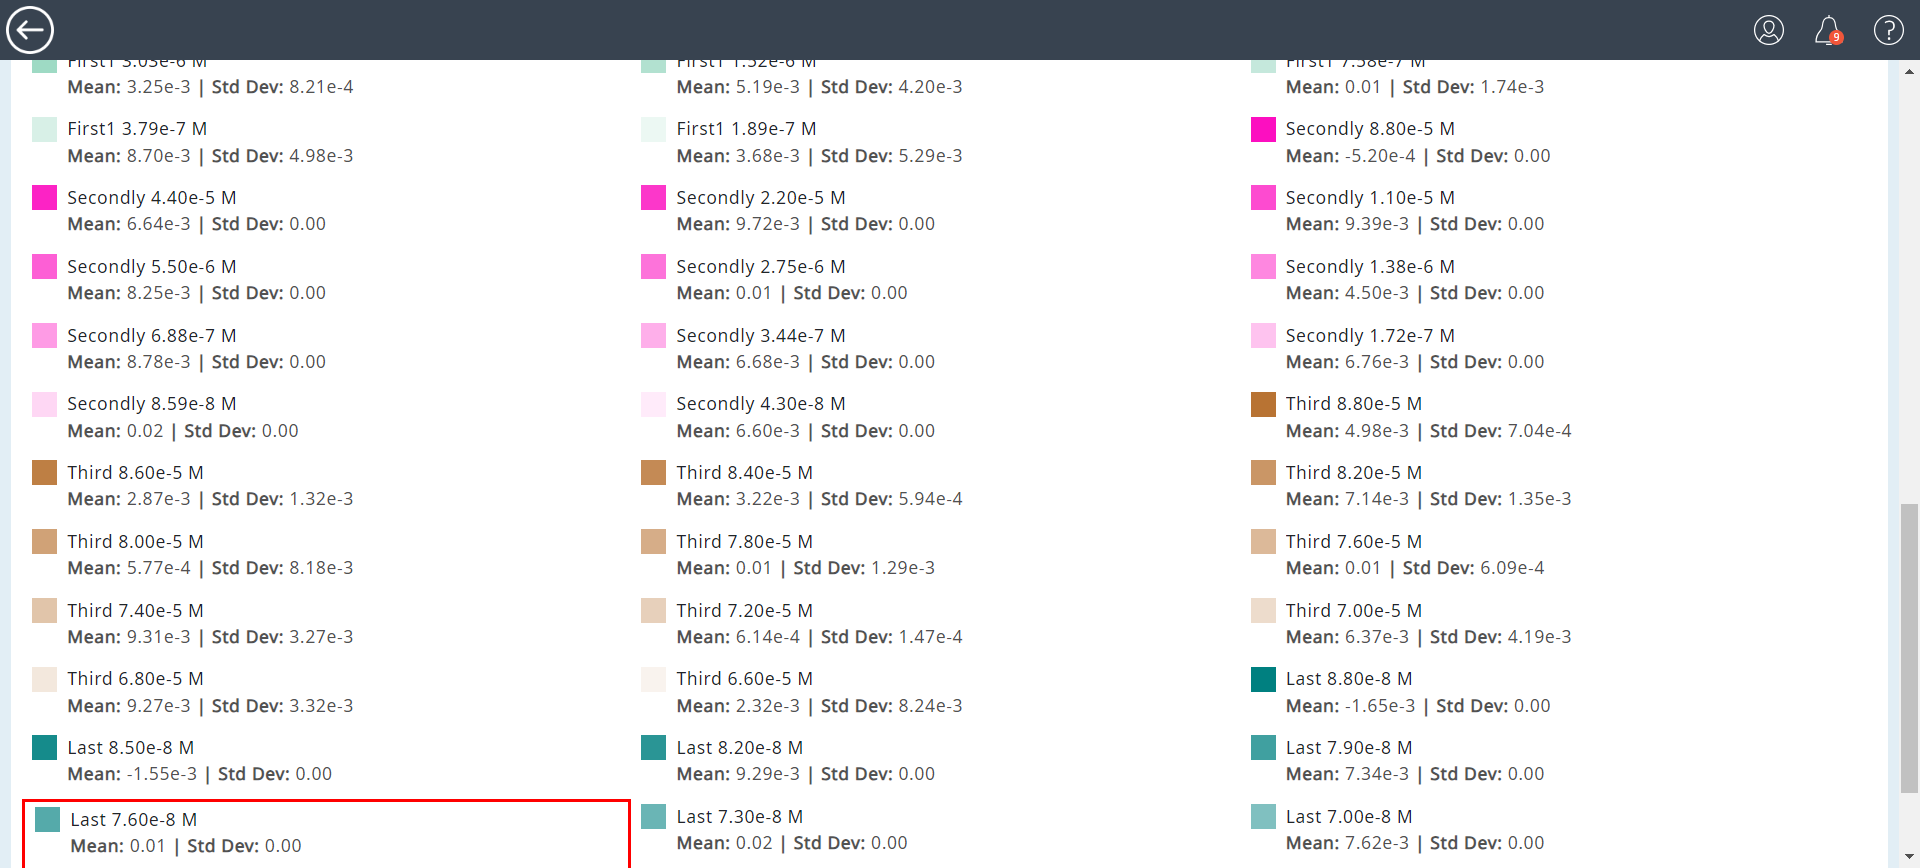 9
First1 3.03e-6 M
Mean: 3.25e-3 | Std Dev: 8.21e-4
First1 1.52e-6 M
Mean: 5.19e-3 | Std Dev: 4.20e-3
First1 7.58e-7 M
Mean: 0.01 | Std Dev: 1.74e-3
First1 3.79e-7 M
Mean: 8.70e-3 | Std Dev: 4.98e-3
First1 1.89e-7 M
Mean: 3.68e-3 | Std Dev: 5.29e-3
Secondly 8.80e-5 M
Mean: -5.20e-4 | Std Dev: 0.00
Secondly 4.40e-5 M
Mean: 6.64e-3 | Std Dev: 0.00
Secondly 2.20e-5 M
Mean: 9.72e-3 | Std Dev: 0.00
Secondly 1.10e-5 M
Mean: 9.39e-3 | Std Dev: 0.00
Secondly 5.50e-6 M
Mean: 8.25e-3 | Std Dev: 0.00
Secondly 2.75e-6 M
Mean: 0.01 | Std Dev: 0.00
Secondly 1.38e-6 M
Mean: 4.50e-3 | Std Dev: 0.00
Secondly 6.88e-7 M
Mean: 8.78e-3 | Std Dev: 0.00
Secondly 3.44e-7 M
Mean: 6.68e-3 | Std Dev: 0.00
Secondly 1.72e-7 M
Mean: 6.76e-3 | Std Dev: 0.00
Secondly 8.59e-8 M
Mean: 0.02 | Std Dev: 0.00
Secondly 4.30e-8 M
Mean: 6.60e-3 | Std Dev: 0.00
Third 8.80e-5 M
Mean: 4.98e-3 | Std Dev: 7.04e-4
Third 8.60e-5 M
Mean: 2.87e-3 | Std Dev: 1.32e-3
Third 8.40e-5 M
Mean: 3.22e-3 | Std Dev: 5.94e-4
Third 8.20e-5 M
Mean: 7.14e-3 | Std Dev: 1.35e-3
Third 8.00e-5 M
Mean: 5.77e-4 | Std Dev: 8.18e-3
Third 7.80e-5 M
Mean: 0.01 | Std Dev: 1.29e-3
Third 7.60e-5 M
Mean: 0.01 | Std Dev: 6.09e-4
Third 7.40e-5 M
Mean: 9.31e-3 | Std Dev: 3.27e-3
Third 7.20e-5 M
Mean: 6.14e-4 | Std Dev: 1.47e-4
Third 7.00e-5 M
Mean: 6.37e-3 | Std Dev: 4.19e-3
Third 6.80e-5 M
Mean: 9.27e-3 | Std Dev: 3.32e-3
Third 6.60e-5 M
Mean: 2.32e-3 | Std Dev: 8.24e-3
Last 8.80e-8 M
Mean: -1.65e-3 | Std Dev: 0.00
Last 8.50e-8 M
Mean: -1.55e-3 | Std Dev: 0.00
Last 8.20e-8 M
Mean: 9.29e-3 | Std Dev: 0.00
Last 7.90e-8 M
Mean: 7.34e-3 | Std Dev: 0.00
Last 7.60e-8 M
Mean: 0.01 | Std Dev: 0.00
Last 7.30e-8 M
Mean: 0.02 | Std Dev: 0.00
Last 7.00e-8 M
Mean: 7.62e-3 | Std Dev: 0.00